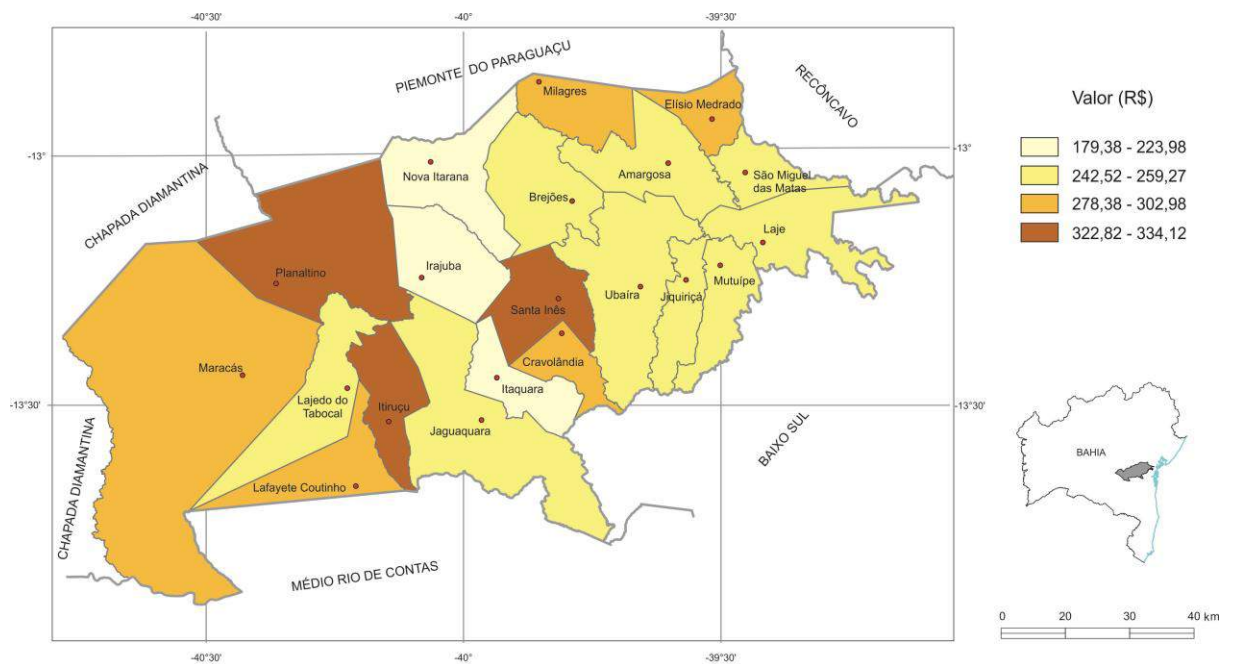 -40°30'
-40°
-39°30'
PIEMONTE DO PARAGUAÇU
RECÔNCAVO
Valor (R$)
179,38 - 223,98
242,52 - 259,27
278,38 - 302,98
322,82 - 334,12
Milagres
Elísio Medrado
-13°
-13°
Nova Itarana
Amargosa
São Miguel
das Matas
CHAPADA DIAMANTINA
Brejões
Laje
Irajuba
Planaltino
Ubaíra
Jiquiriçá
Mutuípe
Santa Inês
Cravolândia
Maracás
Itaquara
Lajedo do
Tabocal
Itiruçu
-13°30'
-13°30'
Jaguaquara
BAIXO SUL
CHAPADA DIAMANTINA
Lafayete Coutinho
BAHIA
MÉDIO RIO DE CONTAS
0 20 30 40 km
-40°30'
-40°
-39°30'